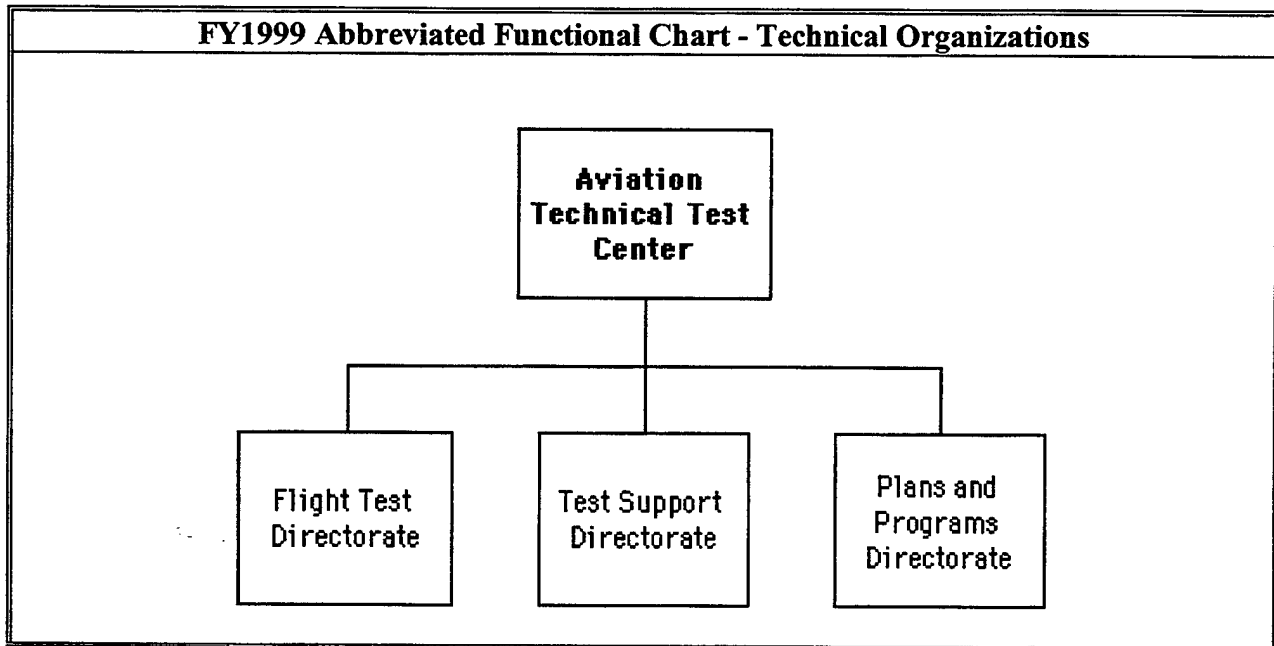 FY1999 Abbreviated Functional Chart - Technical Organizations
Aviation
Technical Test
Center
Flight Test
Directorate
Test Support
Directorate
Plans and
Programs
Directorate